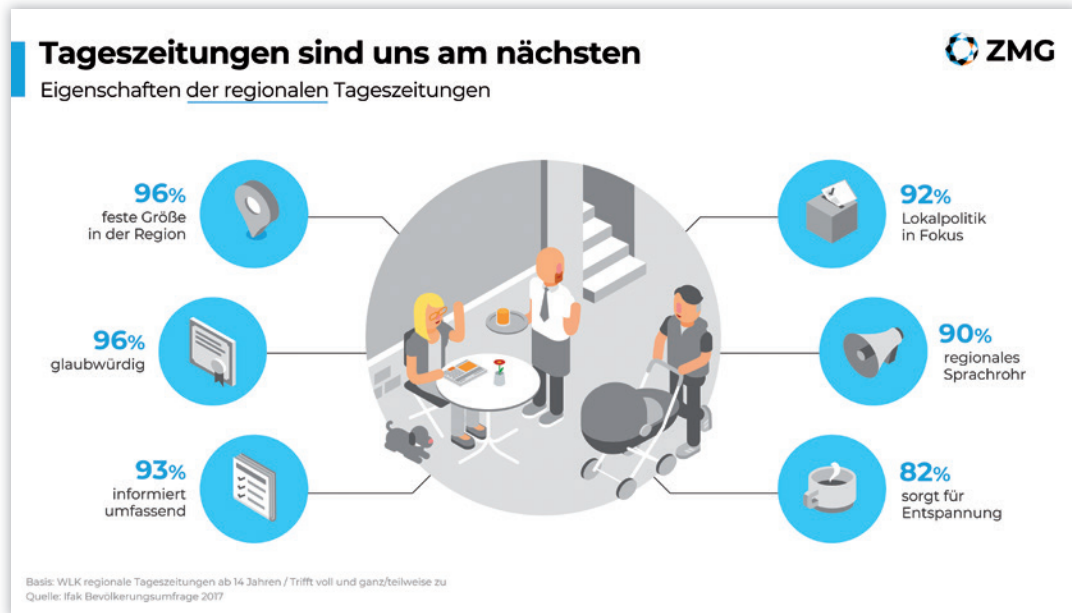 Tageszeitungen sind uns am nächsten
Eigenschaften der regionalen Tageszeitungen
ZMG
96%
feste Größe
in der Region
96%
glaubwürdig
93%
informiert
umfassend
92%
Lokalpolitik
in Fokus
90%
regionales
Sprachrohr
82%
sorgt für
Entspannung
Basis: WLK regionale Tageszeitungen ab 14 Jahren / Trifft voll und ganz/teilweise zu
Quelle: Ifak Bevölkerungsumfrage 2017